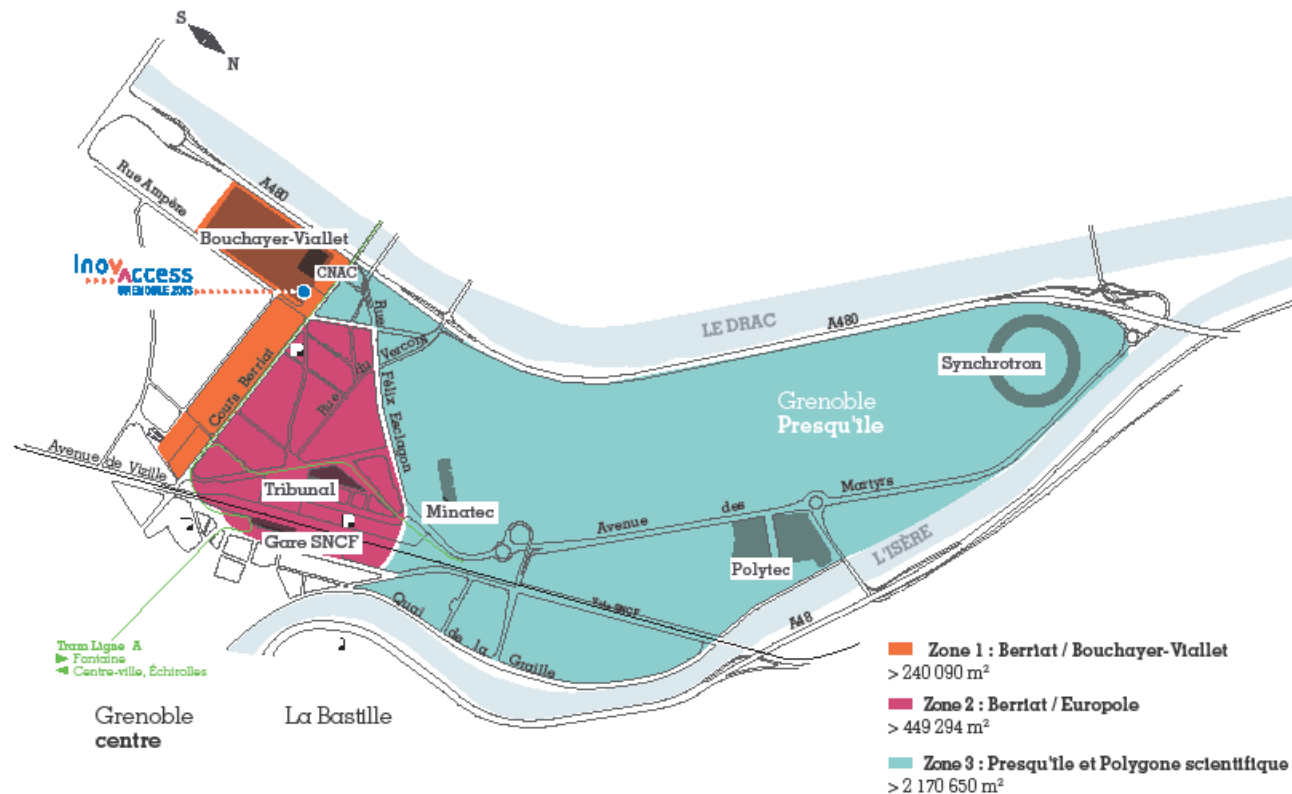 S
N
A480
Rue Ampère
Bouchayer-Viallet
CNAC
InovAccess
GRENOBLE 2013
Rue
du
Vercors
Rue
Félix Esclagon
Cours Berriat
LE DRAC
A480
Synchrotron
Grenoble
Presqu'île
Avenue de Vizille
Tribunal
Gare SNCF
Minatec
Avenue des Martyrs
Polytec
L'ISÈRE
A48
Voie SNCF
Quai de la Graille
Tram Ligne A
Fontaine
Centre-ville, Échirolles
Grenoble
centre
La Bastille
Zone 1 : Berriat / Bouchayer-Viallet
> 240 090 m²
Zone 2 : Berriat / Europole
> 449 294 m²
Zone 3 : Presqu'île et Polygone scientifique
> 2 170 650 m²